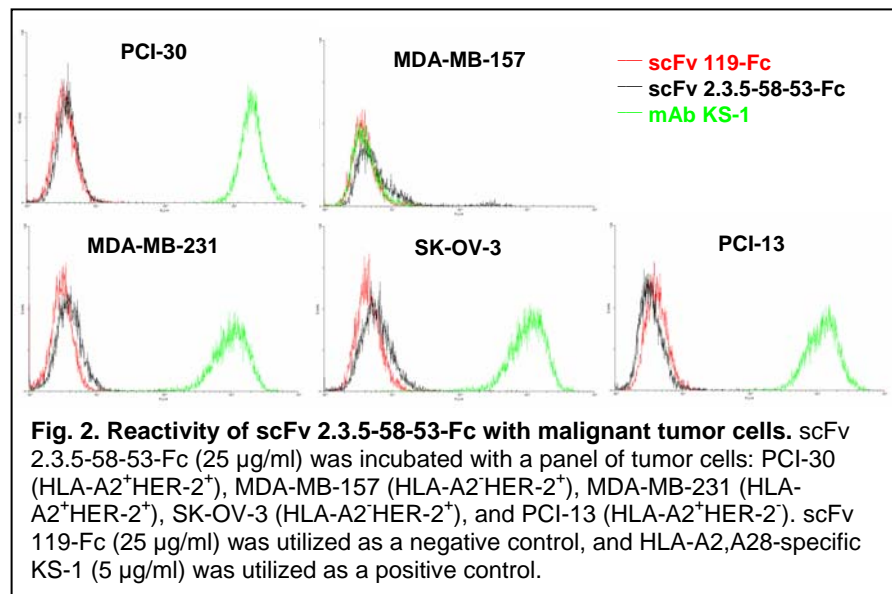 PCI-30
MDA-MB-157
scFv 119-Fc
scFv 2.3.5-58-53-Fc
mAb KS-1
MDA-MB-231
SK-OV-3
PCI-13
Fig. 2. Reactivity of scFv 2.3.5-58-53-Fc with malignant tumor cells. scFv
2.3.5-58-53-Fc (25 µg/ml) was incubated with a panel of tumor cells: PCI-30
(HLA-A2⁺HER-2⁺), MDA-MB-157 (HLA-A2⁻HER-2⁺), MDA-MB-231 (HLA-
A2⁺HER-2⁺), SK-OV-3 (HLA-A2⁻HER-2⁺), and PCI-13 (HLA-A2⁺HER-2⁻). scFv
119-Fc (25 µg/ml) was utilized as a negative control, and HLA-A2,A28-specific
KS-1 (5 µg/ml) was utilized as a positive control.